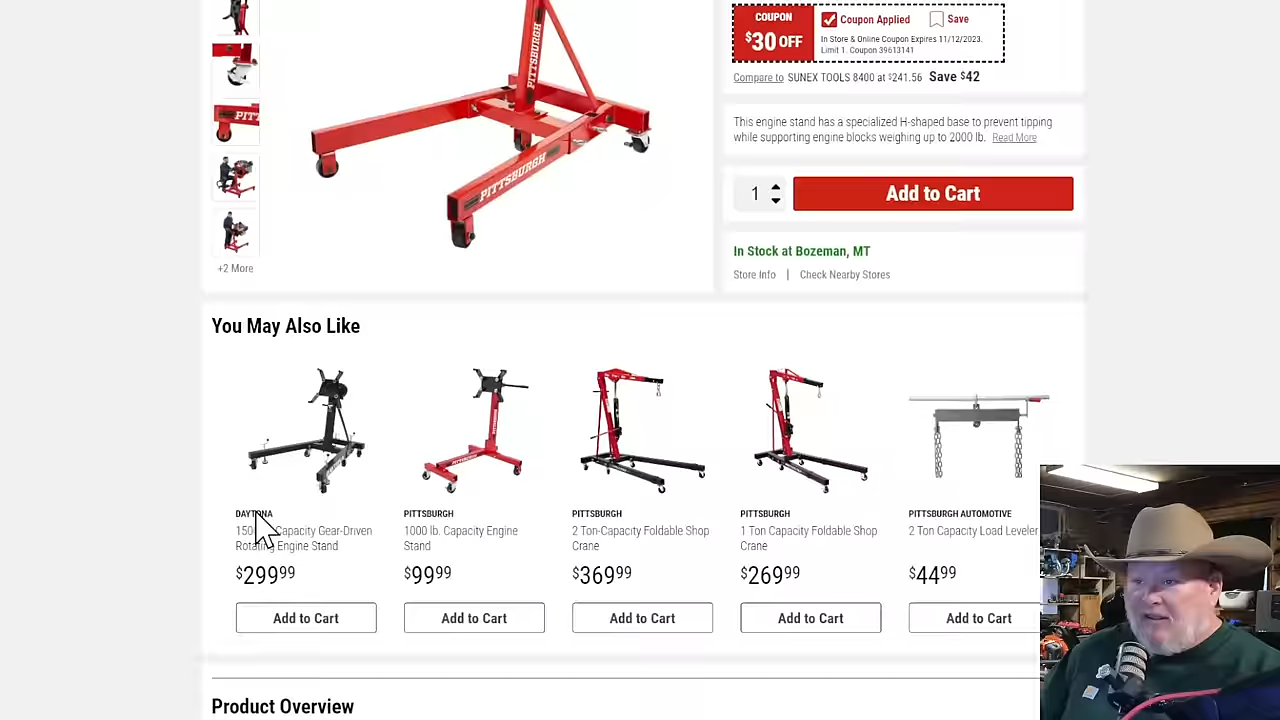 PITTSBURGH
PITTSBURGH
COUPON
$30 OFF
Coupon Applied
Save
In Store & Online Coupon Expires 11/12/2023.
Limit 1. Coupon 39613141
Compare to SUNEX TOOLS 8400 at $241.56 Save $42
This engine stand has a specialized H-shaped base to prevent tipping
while supporting engine blocks weighing up to 2000 lb. Read More
1
Add to Cart
In Stock at Bozeman, MT
Store Info | Check Nearby Stores
+2 More
You May Also Like
DAYTONA
Capacity Gear-Driven
Rotating Engine Stand
$299.99
Add to Cart
PITTSBURGH
1000 lb. Capacity Engine
Stand
$99.99
Add to Cart
PITTSBURGH
2 Ton-Capacity Foldable Shop
Crane
$369.99
Add to Cart
PITTSBURGH
1 Ton Capacity Foldable Shop
Crane
$269.99
Add to Cart
PITTSBURGH AUTOMOTIVE
2 Ton Capacity Load Leveler
$44.99
Add to Cart
Product Overview